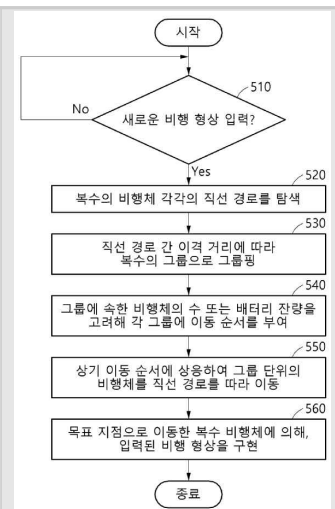 시작
510
새로운 비행 형상 입력?
No
Yes
520
복수의 비행체 각각의 직선 경로를 탐색
530
직선 경로 간 이격 거리에 따라
복수의 그룹으로 그룹핑
540
그룹에 속한 비행체의 수 또는 배터리 잔량을
고려해 각 그룹에 이동 순서를 부여
550
상기 이동 순서에 상응하여 그룹 단위의
비행체를 직선 경로를 따라 이동
560
목표 지점으로 이동한 복수 비행체에 의해,
입력된 비행 형상을 구현
종료